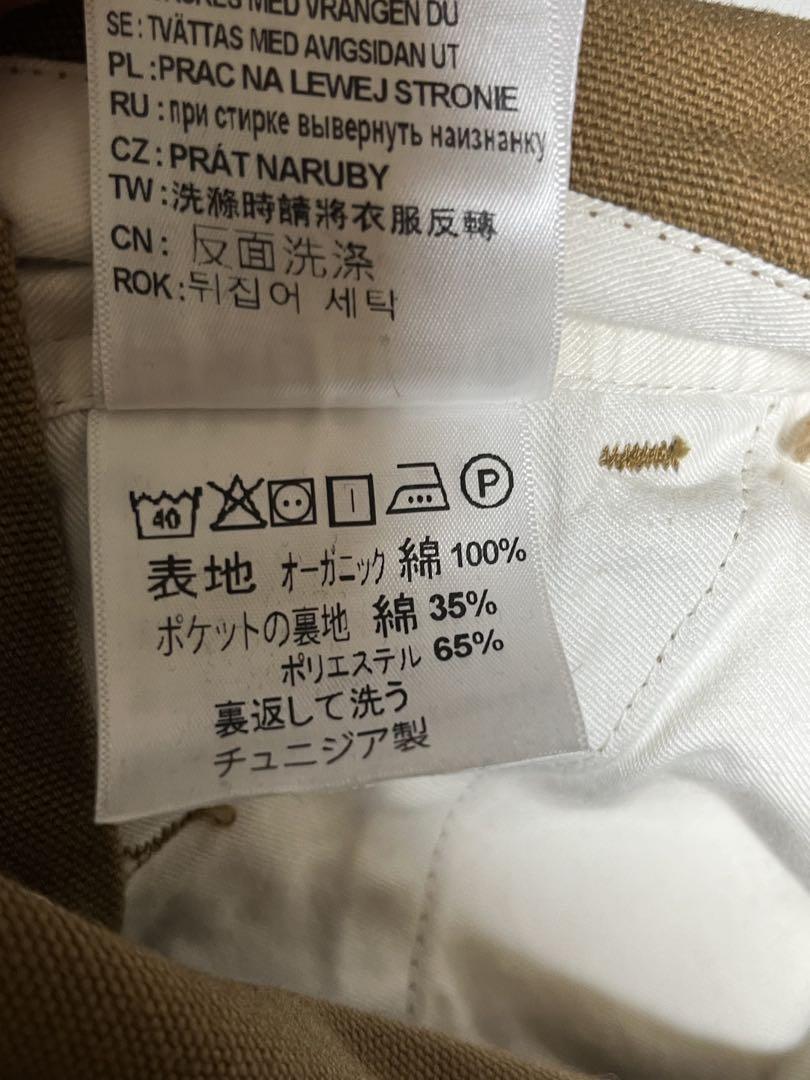 MED VRANGEN DU
SE: TVÄTTAS MED AVIGSIDAN UT
PL:PRAC NA LEWEJ STRONIE
RU:при стирке вывернуть наизнанку
CZ:PRÁT NARUBY
TW:洗滌時請將衣服反轉
CN: 反面洗涤
ROK:뒤집어 세탁
40 P
表地 オーガニック 綿 100%
ポケットの裏地 綿 35%
ポリエステル 65%
裏返して洗う
チュニジア製